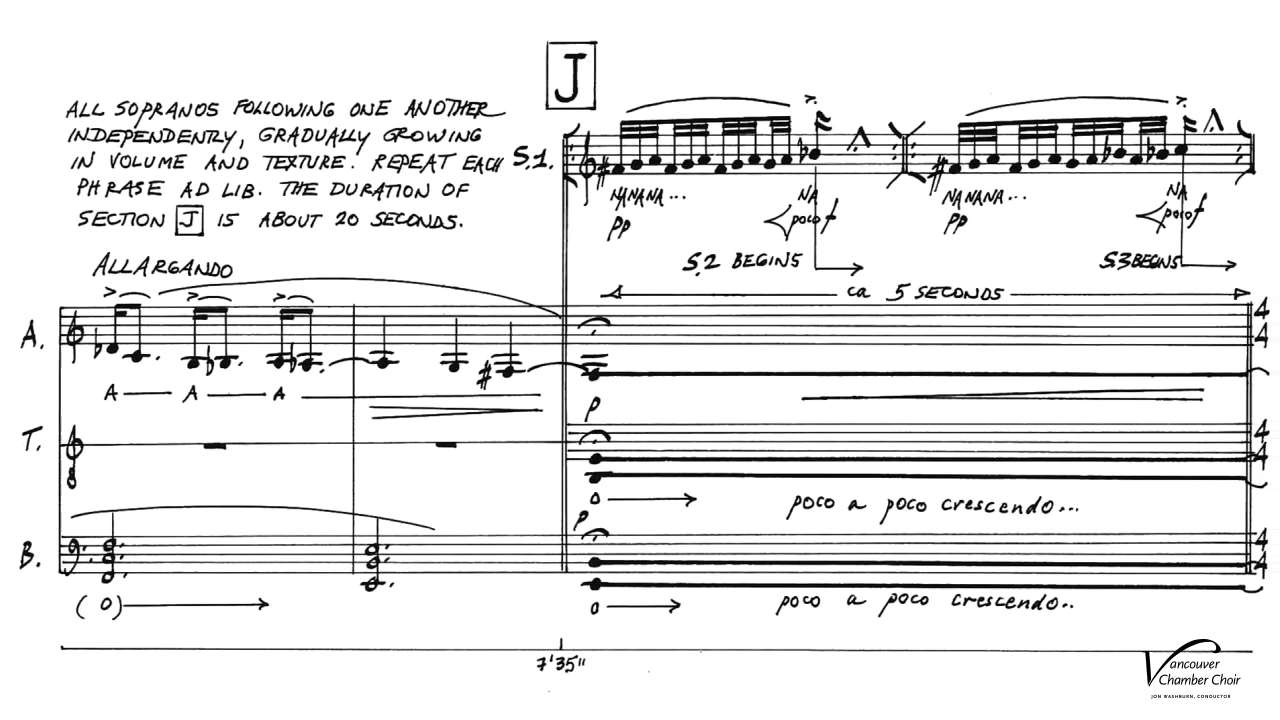 J
ALL SOPRANOS FOLLOWING ONE ANOTHER
INDEPENDENTLY, GRADUALLY GROWING
IN VOLUME AND TEXTURE. REPEAT EACH
PHRASE AD LIB. THE DURATION OF
SECTION J IS ABOUT 20 SECONDS.
S.1.
NANANA... NA NANANA... NA
pp poco f pp poco f
S.2 BEGINS S.3 BEGINS
ALLARGANDO
ca 5 SECONDS
A.
4
4
A A A
p
T.
8
4
4
o poco a poco crescendo...
p
B.
4
4
(O)
o poco a poco crescendo..
7'35"
Vancouver
Chamber Choir
JON WASHBURN, CONDUCTOR